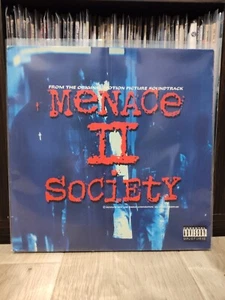 FROM THE ORIGINAL MOTION PICTURE SOUNDTRACK
MENACE
II
SOCIETY
PARENTAL
ADVISORY
EXPLICIT LYRICS